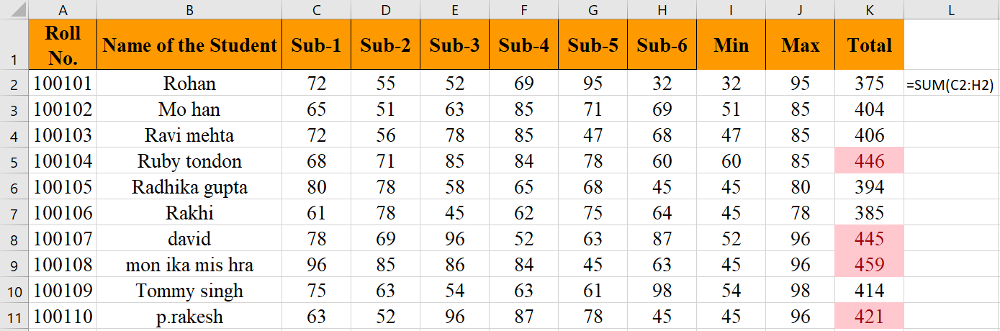 A B C D E F G H I J K L
1 Roll No. Name of the Student Sub-1 Sub-2 Sub-3 Sub-4 Sub-5 Sub-6 Min Max Total
2 100101 Rohan 72 55 52 69 95 32 32 95 375 =SUM(C2:H2)
3 100102 Mo han 65 51 63 85 71 69 51 85 404
4 100103 Ravi mehta 72 56 78 85 47 68 47 85 406
5 100104 Ruby tondon 68 71 85 84 78 60 60 85 446
6 100105 Radhika gupta 80 78 58 65 68 45 45 80 394
7 100106 Rakhi 61 78 45 62 75 64 45 78 385
8 100107 david 78 69 96 52 63 87 52 96 445
9 100108 mon ika mis hra 96 85 86 84 45 63 45 96 459
10 100109 Tommy singh 75 63 54 63 61 98 54 98 414
11 100110 p.rakesh 63 52 96 87 78 45 45 96 421